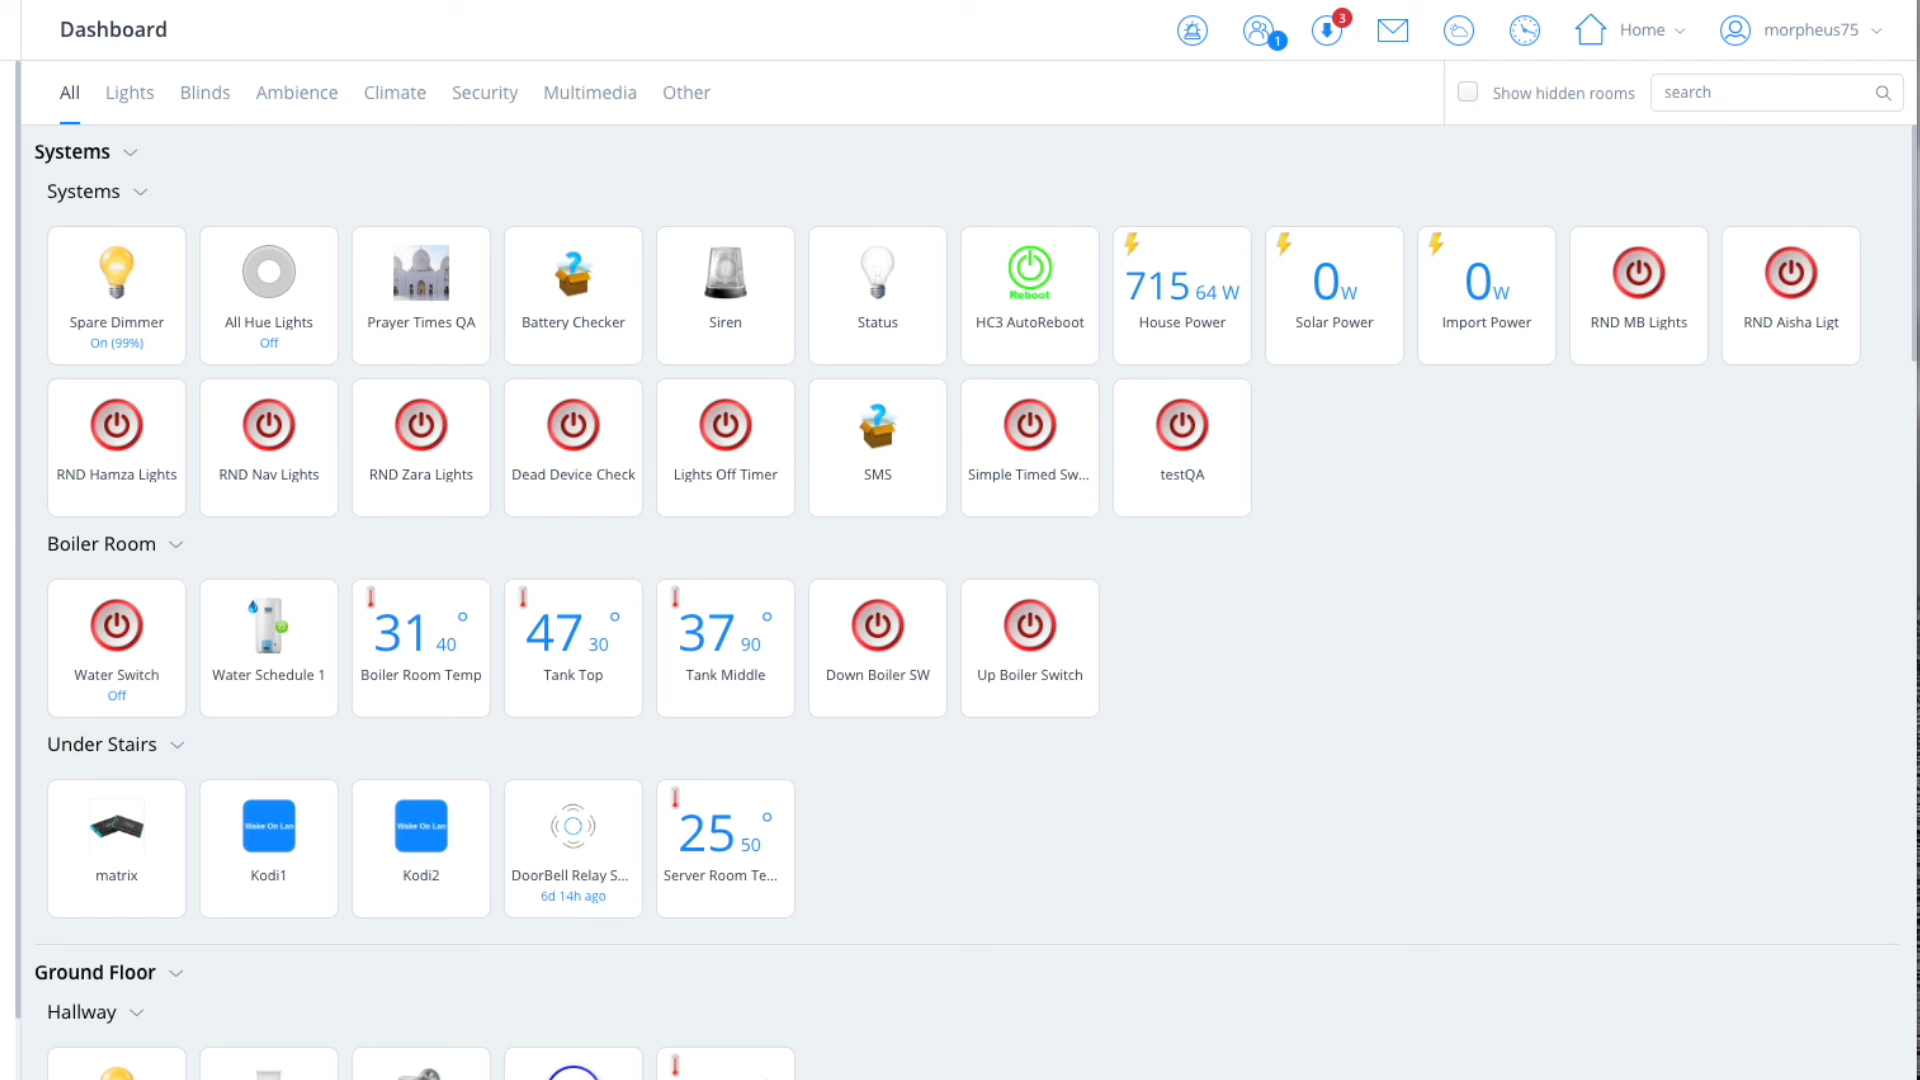 Dashboard
3
1
Home
morpheus75
All
Lights
Blinds
Ambience
Climate
Security
Multimedia
Other
Show hidden rooms
search
Systems
Systems
Spare Dimmer
On (99%)
All Hue Lights
Off
Prayer Times QA
Battery Checker
Siren
Status
Reboot
HC3 AutoReboot
715 64 W
House Power
0 W
Solar Power
0 W
Import Power
RND MB Lights
RND Aisha Ligt
RND Hamza Lights
RND Nav Lights
RND Zara Lights
Dead Device Check
Lights Off Timer
SMS
Simple Timed Sw...
testQA
Boiler Room
Water Switch
Off
Water Schedule 1
31 40 °
Boiler Room Temp
47 30 °
Tank Top
37 90 °
Tank Middle
Down Boiler SW
Up Boiler Switch
Under Stairs
matrix
Wake On Lan
Kodi1
Wake On Lan
Kodi2
DoorBell Relay S...
6d 14h ago
25 50 °
Server Room Te...
Ground Floor
Hallway